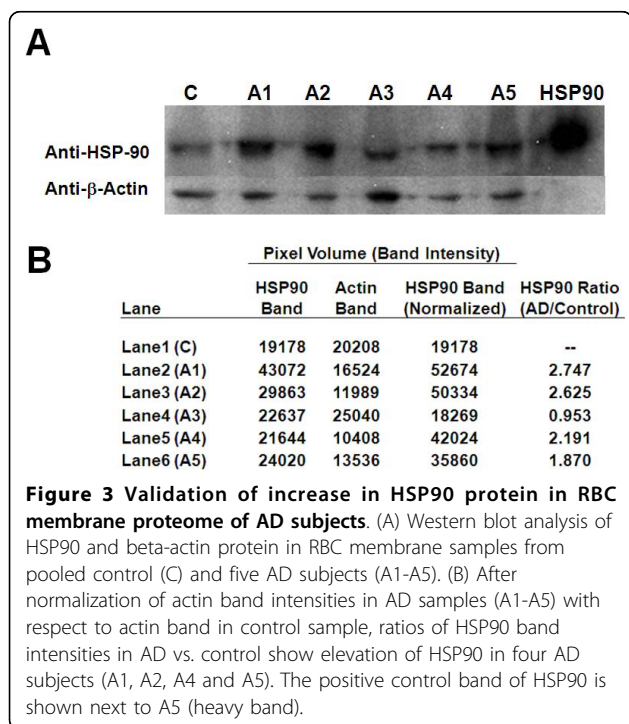 A
C A1 A2 A3 A4 A5 HSP90
Anti-HSP-90
Anti-β-Actin
B
Pixel Volume (Band Intensity)
HSP90 Actin HSP90 Band HSP90 Ratio
Lane Band Band (Normalized) (AD/Control)
Lane1 (C) 19178 20208 19178 --
Lane2 (A1) 43072 16524 52674 2.747
Lane3 (A2) 29863 11989 50334 2.625
Lane4 (A3) 22637 25040 18269 0.953
Lane5 (A4) 21644 10408 42024 2.191
Lane6 (A5) 24020 13536 35860 1.870
Figure 3 Validation of increase in HSP90 protein in RBC
membrane proteome of AD subjects. (A) Western blot analysis of
HSP90 and beta-actin protein in RBC membrane samples from
pooled control (C) and five AD subjects (A1-A5). (B) After
normalization of actin band intensities in AD samples (A1-A5) with
respect to actin band in control sample, ratios of HSP90 band
intensities in AD vs. control show elevation of HSP90 in four AD
subjects (A1, A2, A4 and A5). The positive control band of HSP90 is
shown next to A5 (heavy band).